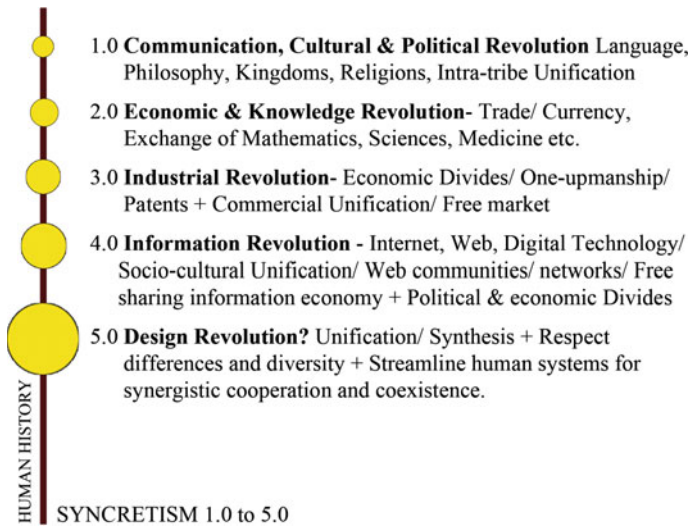 1.0 Communication, Cultural & Political Revolution Language,
Philosophy, Kingdoms, Religions, Intra-tribe Unification
2.0 Economic & Knowledge Revolution- Trade/ Currency,
Exchange of Mathematics, Sciences, Medicine etc.
3.0 Industrial Revolution- Economic Divides/ One-upmanship/
Patents + Commercial Unification/ Free market
4.0 Information Revolution - Internet, Web, Digital Technology/
Socio-cultural Unification/ Web communities/ networks/ Free
sharing information economy + Political & economic Divides
5.0 Design Revolution? Unification/ Synthesis + Respect
differences and diversity + Streamline human systems for
synergistic cooperation and coexistence.
HUMAN HISTORY
SYNCRETISM 1.0 to 5.0